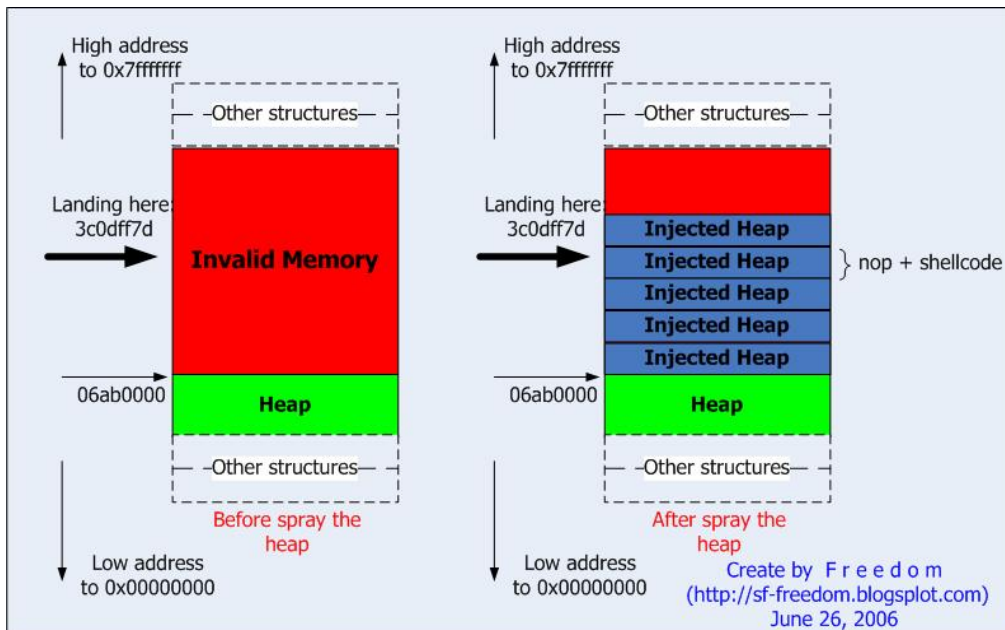 High address
to 0x7fffffff
Other structures
Landing here:
3c0dff7d
Invalid Memory
06ab0000
Heap
Other structures
Before spray the
heap
Low address
to 0x00000000
High address
to 0x7fffffff
Other structures
Landing here:
3c0dff7d
Injected Heap
Injected Heap
nop + shellcode
Injected Heap
Injected Heap
Injected Heap
06ab0000
Heap
Other structures
After spray the
heap
Low address
to 0x00000000
Create by F r e e d o m
(http://sf-freedom.blogsplot.com)
June 26, 2006